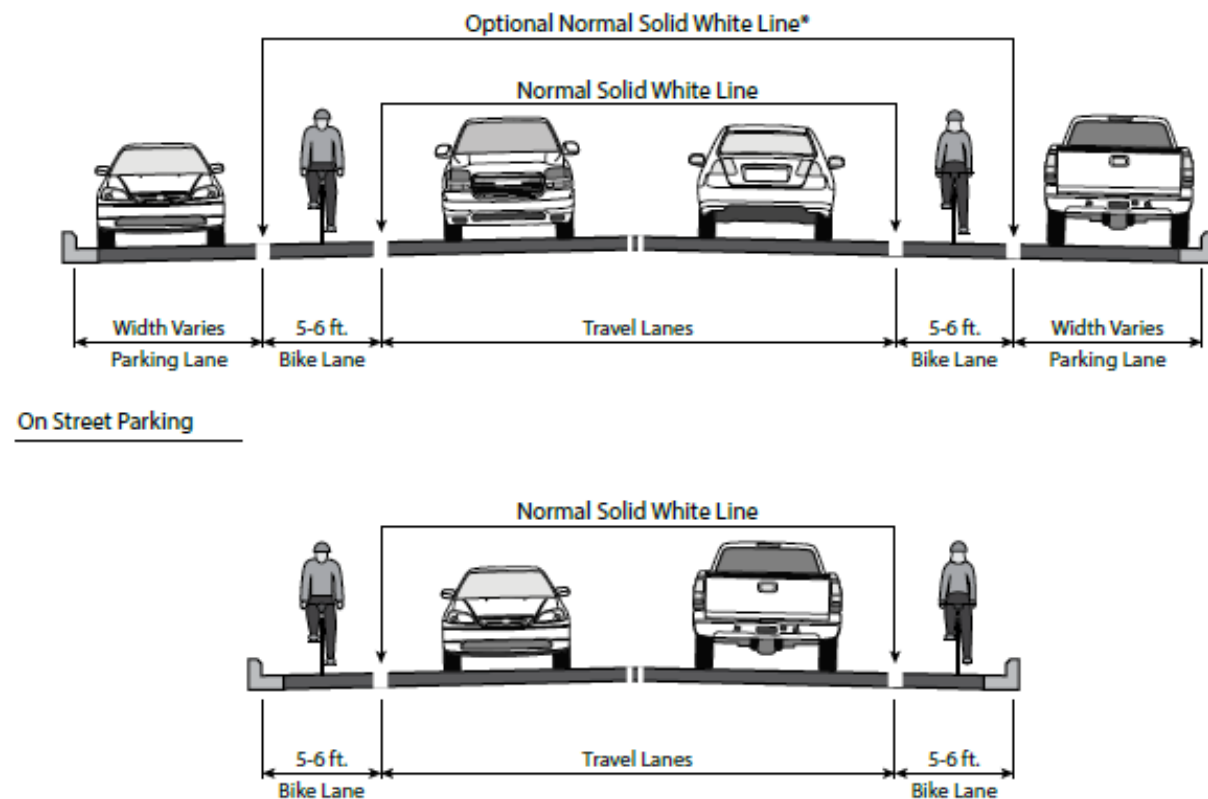 Optional Normal Solid White Line*
Normal Solid White Line
Width Varies
Parking Lane
5-6 ft.
Bike Lane
Travel Lanes
5-6 ft.
Bike Lane
Width Varies
Parking Lane
On Street Parking
Normal Solid White Line
5-6 ft.
Bike Lane
Travel Lanes
5-6 ft.
Bike Lane